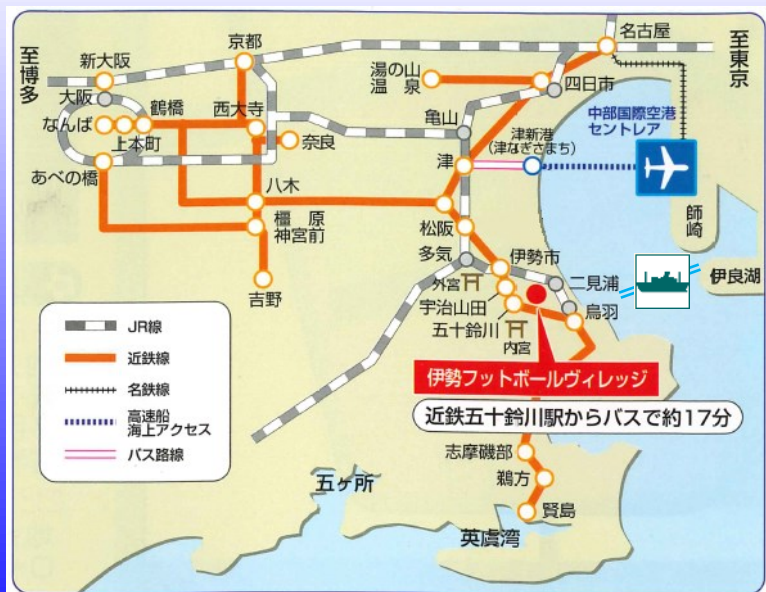 名古屋
至東京
京都
新大阪
至博多
湯の山
温泉
四日市
大阪
鶴橋
西大寺
亀山
中部国際空港
セントレア
なんば
上本町
奈良
津新港
(津なぎさまち)
津
あべの橋
八木
師崎
橿原
神宮前
松阪
多気
伊勢市
伊良湖
吉野
外宮
二見浦
宇治山田
鳥羽
五十鈴川
内宮
JR線
近鉄線
名鉄線
高速船
海上アクセス
バス路線
伊勢フットボールヴィレッジ
近鉄五十鈴川駅からバスで約17分
志摩磯部
五ヶ所
鵜方
賢島
英虞湾